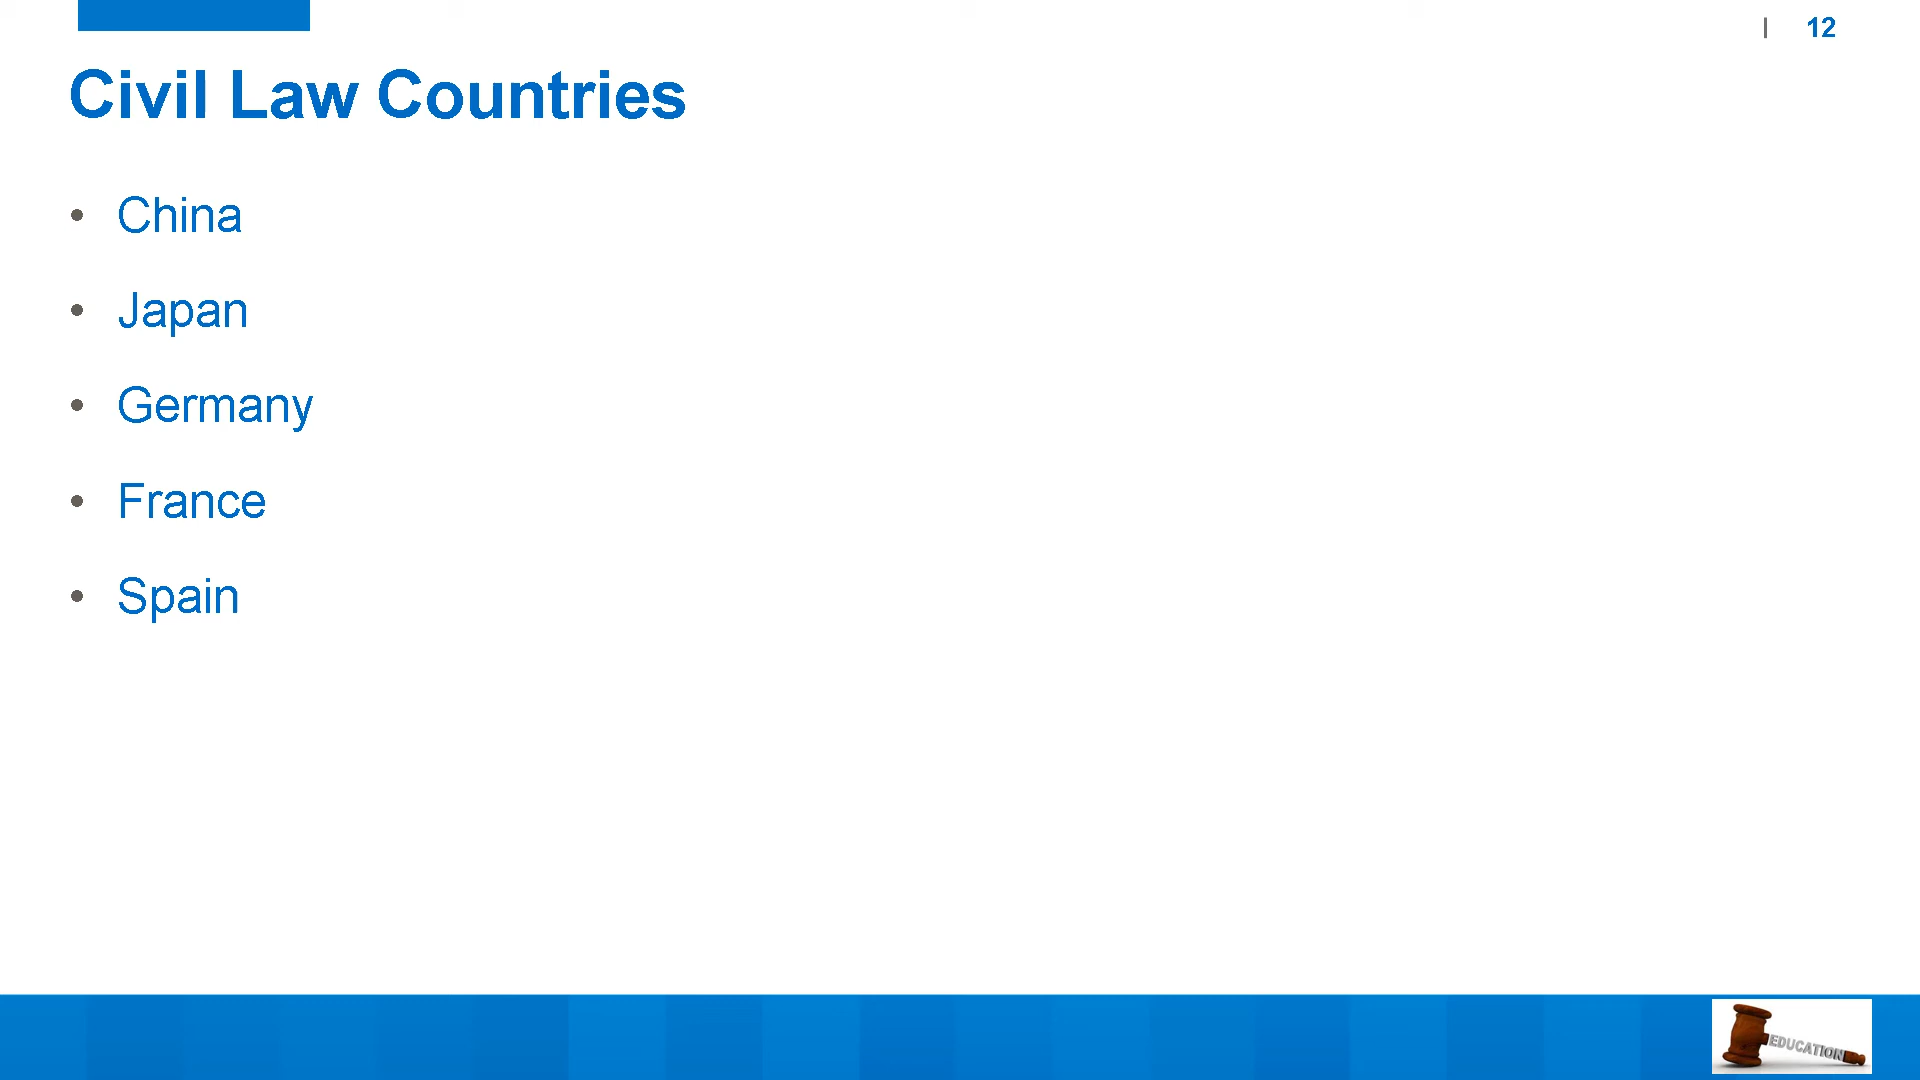 | 12
Civil Law Countries
• China
• Japan
• Germany
• France
• Spain
EDUCATION